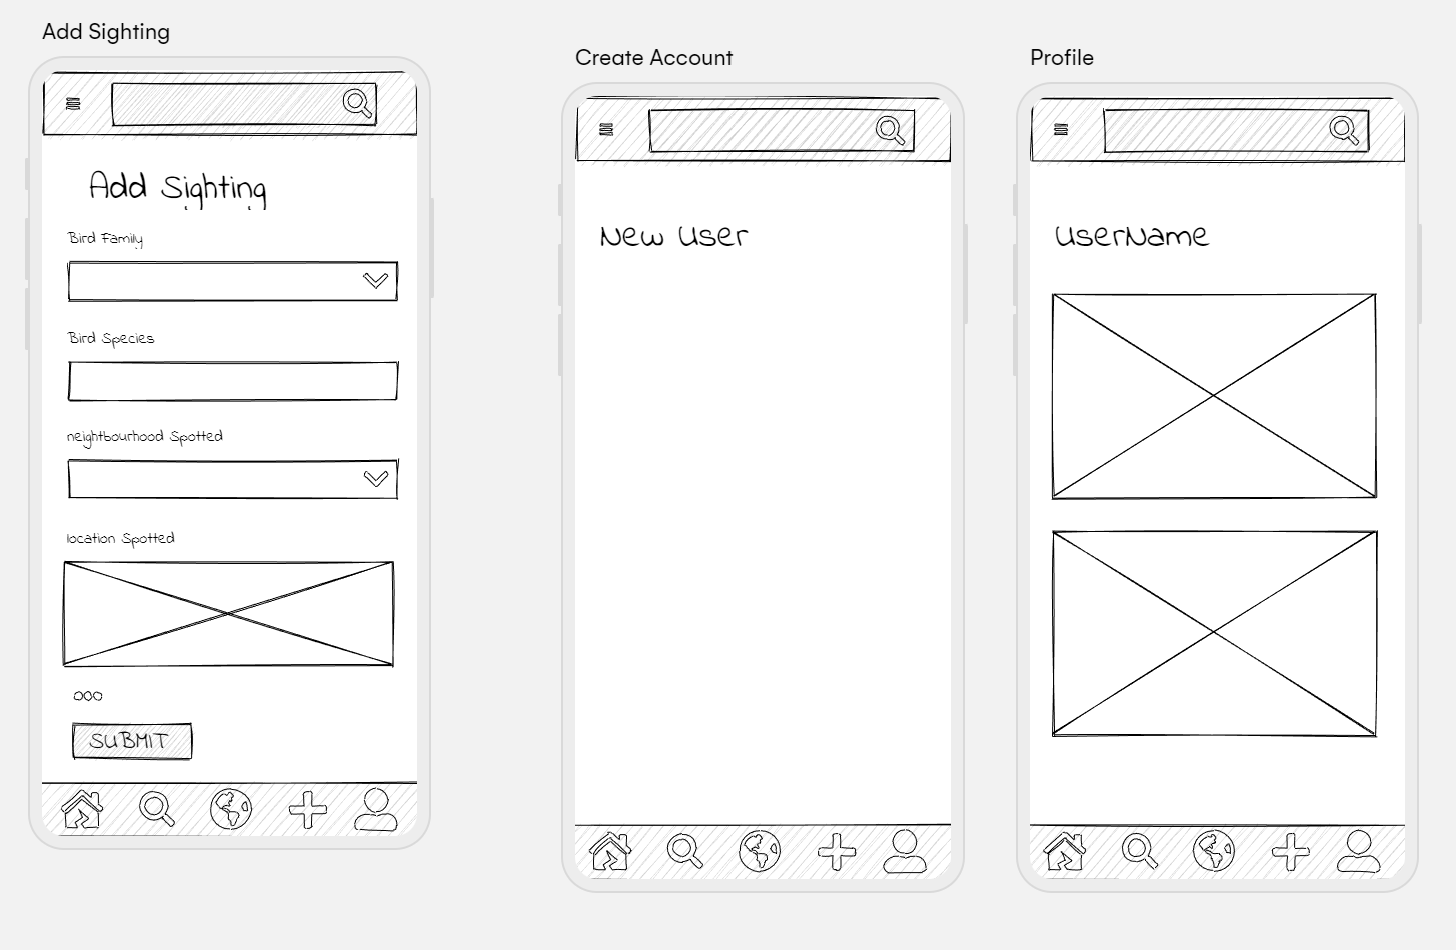 Add Sighting
Add Sighting
Bird Family
Bird Species
neightbourhood Spotted
location Spotted
ooo
SUBMIT
Create Account
New User
Profile
UserName